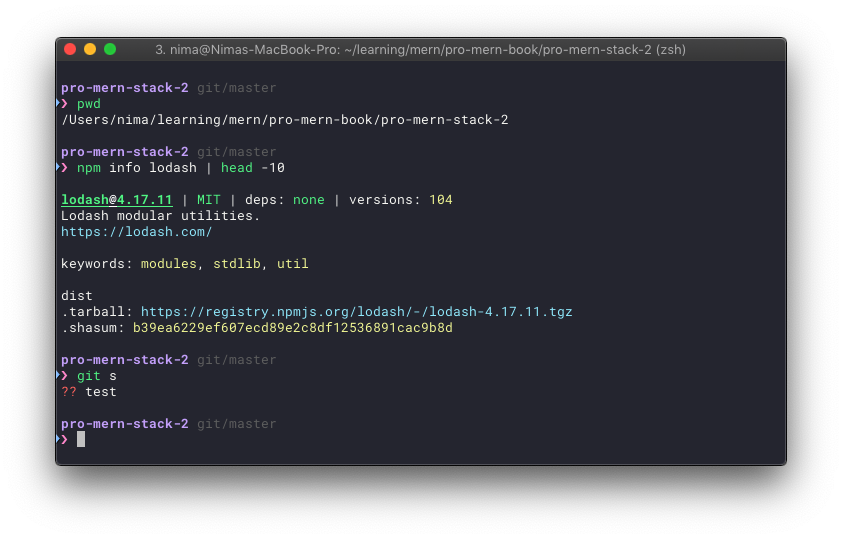 3. nima@Nimas-MacBook-Pro: ~/learning/mern/pro-mern-book/pro-mern-stack-2 (zsh)
pro-mern-stack-2 git/master
❯ pwd
/Users/nima/learning/mern/pro-mern-book/pro-mern-stack-2
pro-mern-stack-2 git/master
❯ npm info lodash | head -10
lodash@4.17.11 | MIT | deps: none | versions: 104
Lodash modular utilities.
https://lodash.com/
keywords: modules, stdlib, util
dist
.tarball: https://registry.npmjs.org/lodash/-/lodash-4.17.11.tgz
.shasum: b39ea6229ef607ecd89e2c8df12536891cac9b8d
pro-mern-stack-2 git/master
❯ git s
?? test
pro-mern-stack-2 git/master
❯